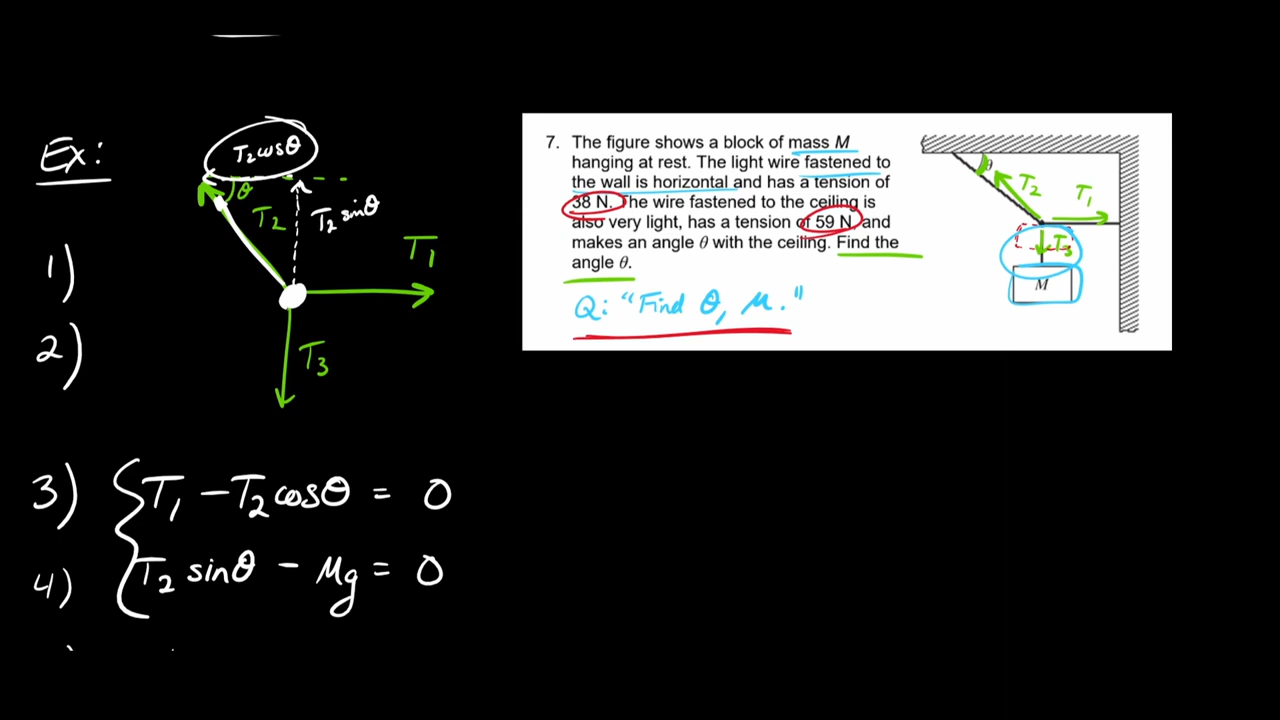 Ex:
T₂cosθ
θ
T₂
T₂sinθ
T₁
T₃
1)
2)
3) T₁ − T₂cosθ = 0
4) T₂ sinθ − Mg = 0
7. The figure shows a block of mass M
hanging at rest. The light wire fastened to
the wall is horizontal and has a tension of
38 N. The wire fastened to the ceiling is
also very light, has a tension of 59 N and
makes an angle θ with the ceiling. Find the
angle θ.
Q: "Find θ, M."
θ
T₂
T₁
T₃
M